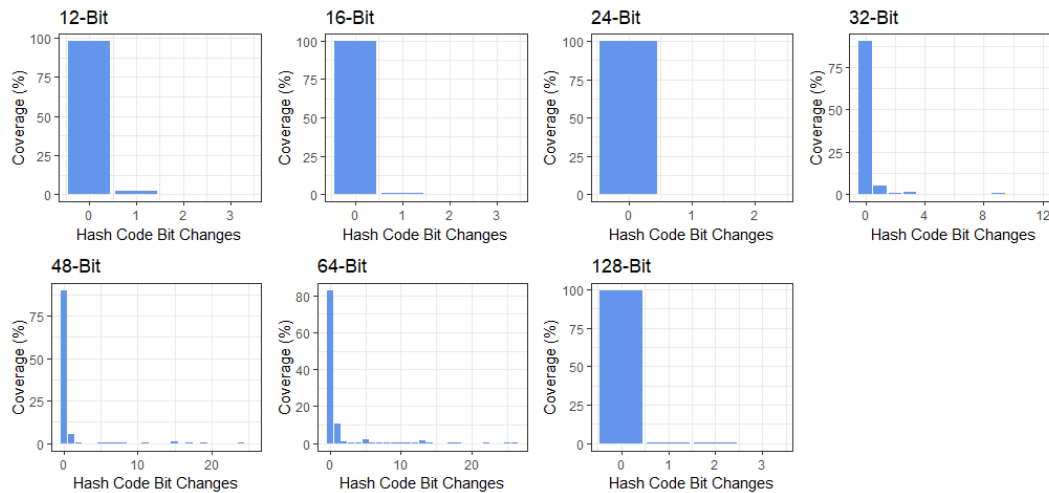 12-Bit
100
75
50
25
0
Coverage (%)
0 1 2 3
Hash Code Bit Changes
16-Bit
100
75
50
25
0
Coverage (%)
0 1 2 3
Hash Code Bit Changes
24-Bit
100
75
50
25
0
Coverage (%)
0 1 2
Hash Code Bit Changes
32-Bit
75
50
25
0
Coverage (%)
0 4 8 12
Hash Code Bit Changes
48-Bit
75
50
25
0
Coverage (%)
0 10 20
Hash Code Bit Changes
64-Bit
80
60
40
20
0
Coverage (%)
0 10 20
Hash Code Bit Changes
128-Bit
100
75
50
25
0
Coverage (%)
0 1 2 3
Hash Code Bit Changes